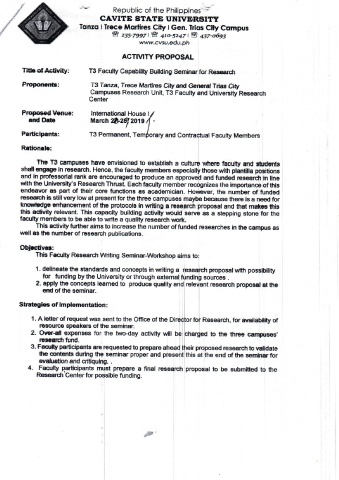 Republic of the Philippines
CAVITE STATE UNIVERSITY
Tanza | Trece Martires City | Gen. Trias City Campus
☎ 235-7997 | ☎ 410-5247 | ☎ 437-0693
www.cvsu.edu.ph
ACTIVITY PROPOSAL
Title of Activity: T3 Faculty Capability Building Seminar for Research
Proponents: T3 Tanza, Trece Martires City and General Trias City
Campuses Research Unit, T3 Faculty and University Research
Center
Proposed Venue: International House I
and Date March 2 -28 2019
Participants: T3 Permanent, Temporary and Contractual Faculty Members
Rationale:
The T3 campuses have envisioned to establish a culture where faculty and students
shall engage in research. Hence, the faculty members especially those with plantilla positions
and in professorial rank are encouraged to produce an approved and funded research in line
with the University's Research Thrust. Each faculty member recognizes the importance of this
endeavor as part of their core functions as academician. However, the number of funded
research is still very low at present for the three campuses maybe because there is need for
knowledge enhancement of the protocols in writing a research proposal and that makes this
this activity relevant. This capacity building activity would serve as a stepping stone for the
faculty members to be able to write a quality research work.
This activity further aims to increase the number of funded researches in the campus as
well as the number of research publications.
Objectives:
This Faculty Research Writing Seminar-Workshop aims to:
1. delineate the standards and concepts in writing a research proposal with possibility
for funding by the University or through external funding sources .
2. apply the concepts learned to produce quality and relevant research proposal at the
end of the seminar.
Strategies of Implementation:
1. A letter of request was sent to the Office of the Director for Research, for availability of
resource speakers of the seminar.
2. Over-all expenses for the two-day activity will be charged to the three campuses'
research fund.
3. Faculty participants are requested to prepare ahead their proposed research to validate
the contents during the seminar proper and present this at the end of the seminar for
evaluation and critiquing. .
4. Faculty participants must prepare a final research proposal to be submitted to the
Research Center for possible funding.